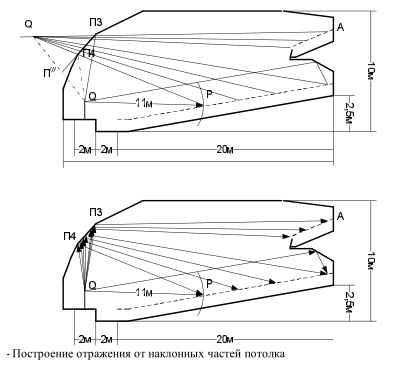 Q
П3
A
П4
П///
Q
11м
P
10м
2,5м
2м
2м
20м
П3
A
П4
Q
11м
P
10м
2,5м
2м
2м
20м
- Построение отражения от наклонных частей потолка